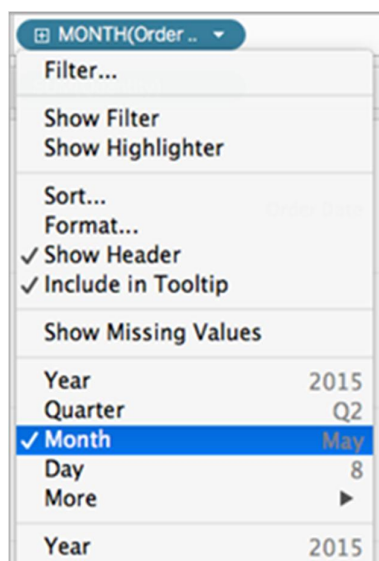 MONTH(Order ..
Filter...
Show Filter
Show Highlighter
Sort...
Format...
✓ Show Header
✓ Include in Tooltip
Show Missing Values
Year 2015
Quarter Q2
✓ Month May
Day 8
More ▶
Year 2015